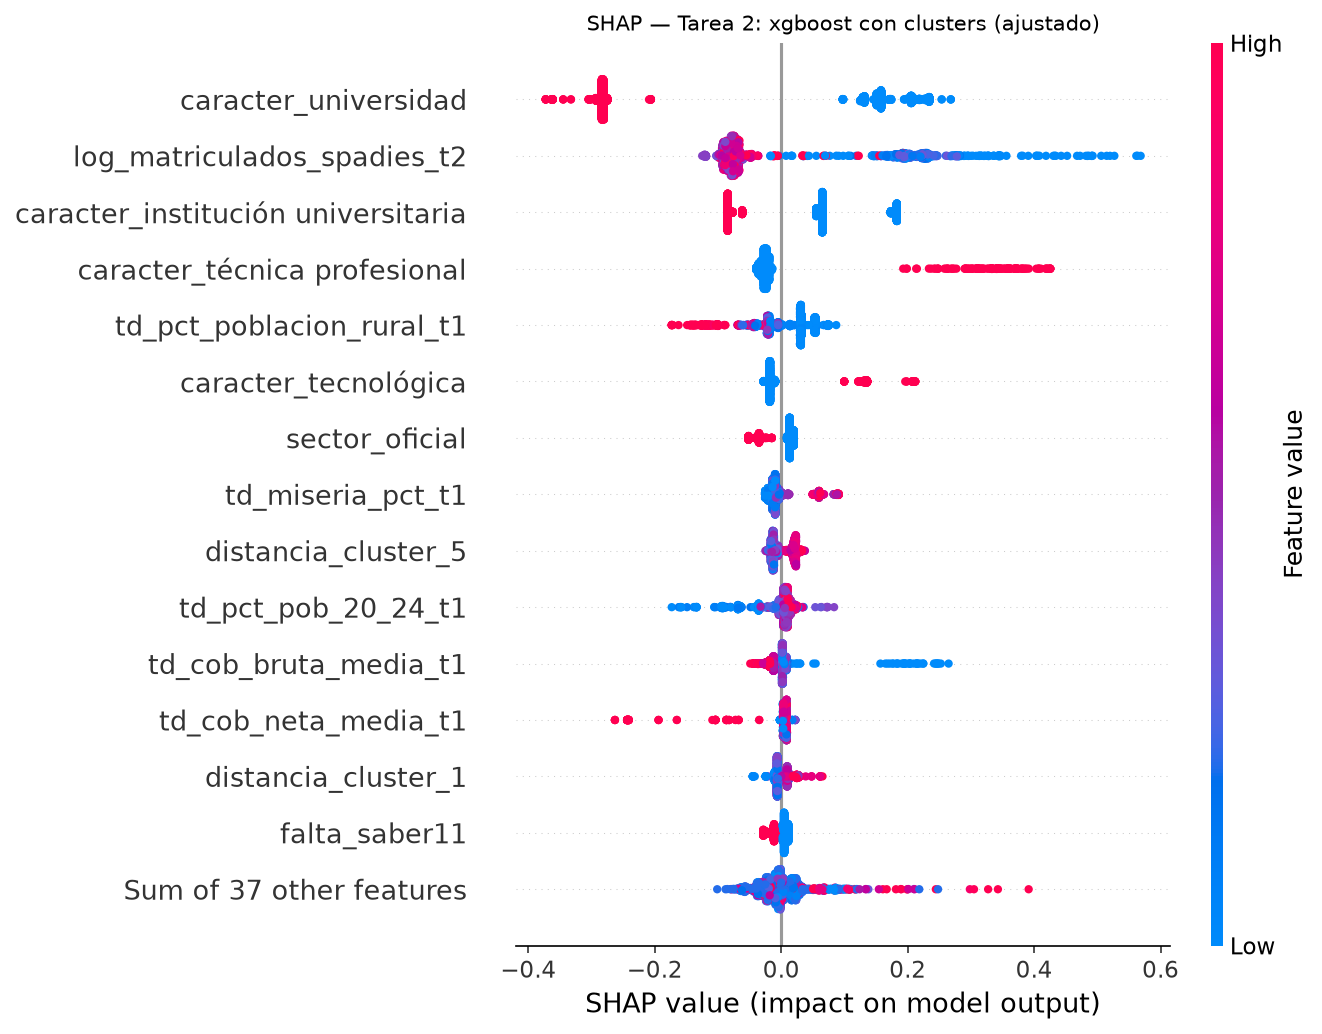 SHAP — Tarea 2: xgboost con clusters (ajustado)
High
caracter_universidad
log_matriculados_spadies_t2
caracter_institución universitaria
caracter_técnica profesional
td_pct_poblacion_rural_t1
caracter_tecnológica
sector_oficial
td_miseria_pct_t1
distancia_cluster_5
td_pct_pob_20_24_t1
td_cob_bruta_media_t1
td_cob_neta_media_t1
distancia_cluster_1
falta_saber11
Sum of 37 other features
Feature value
Low
−0.4 −0.2 0.0 0.2 0.4 0.6
SHAP value (impact on model output)